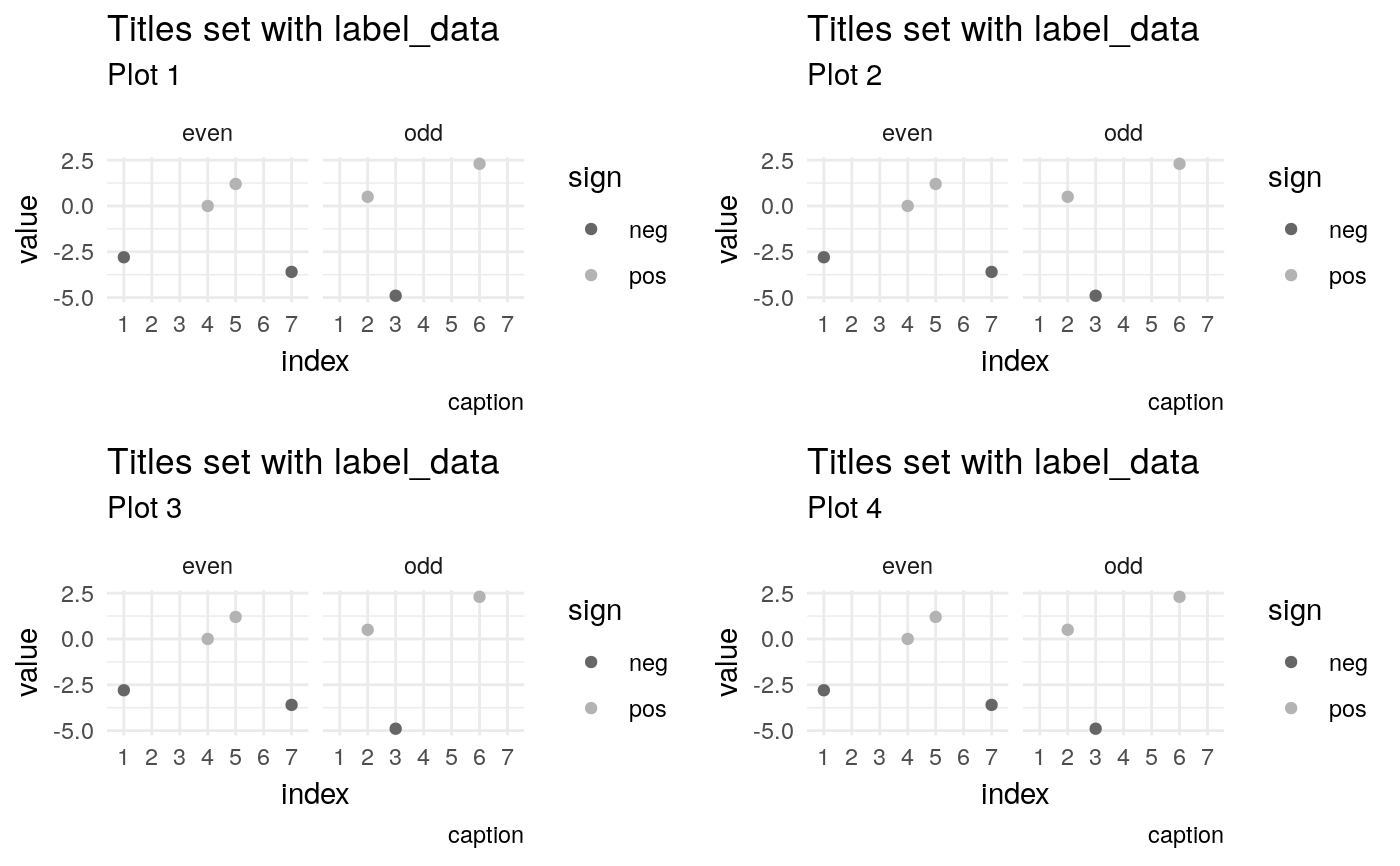 Titles set with label_data
Plot 1
even odd
2.5
0.0
-2.5
-5.0
value
1 2 3 4 5 6 7 1 2 3 4 5 6 7
index
sign
neg
pos
caption
Titles set with label_data
Plot 2
even odd
2.5
0.0
-2.5
-5.0
value
1 2 3 4 5 6 7 1 2 3 4 5 6 7
index
sign
neg
pos
caption
Titles set with label_data
Plot 3
even odd
2.5
0.0
-2.5
-5.0
value
1 2 3 4 5 6 7 1 2 3 4 5 6 7
index
sign
neg
pos
caption
Titles set with label_data
Plot 4
even odd
2.5
0.0
-2.5
-5.0
value
1 2 3 4 5 6 7 1 2 3 4 5 6 7
index
sign
neg
pos
caption